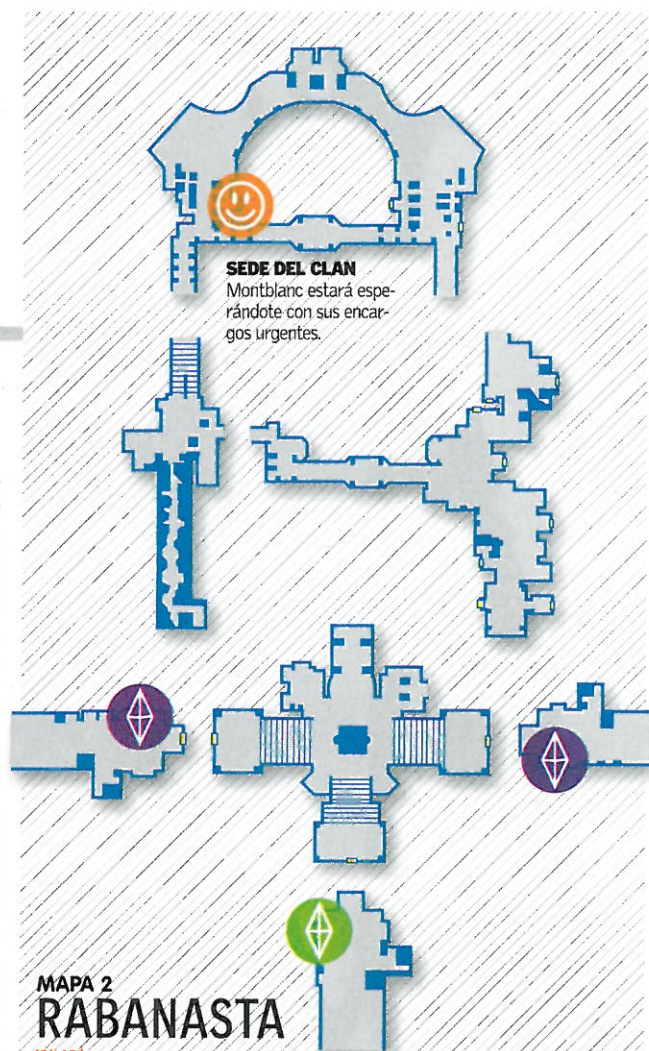 SEDE DEL CLAN
Montblanc estará espe-
rándote con sus encar-
gos urgentes.
MAPA 2
RABANASTA